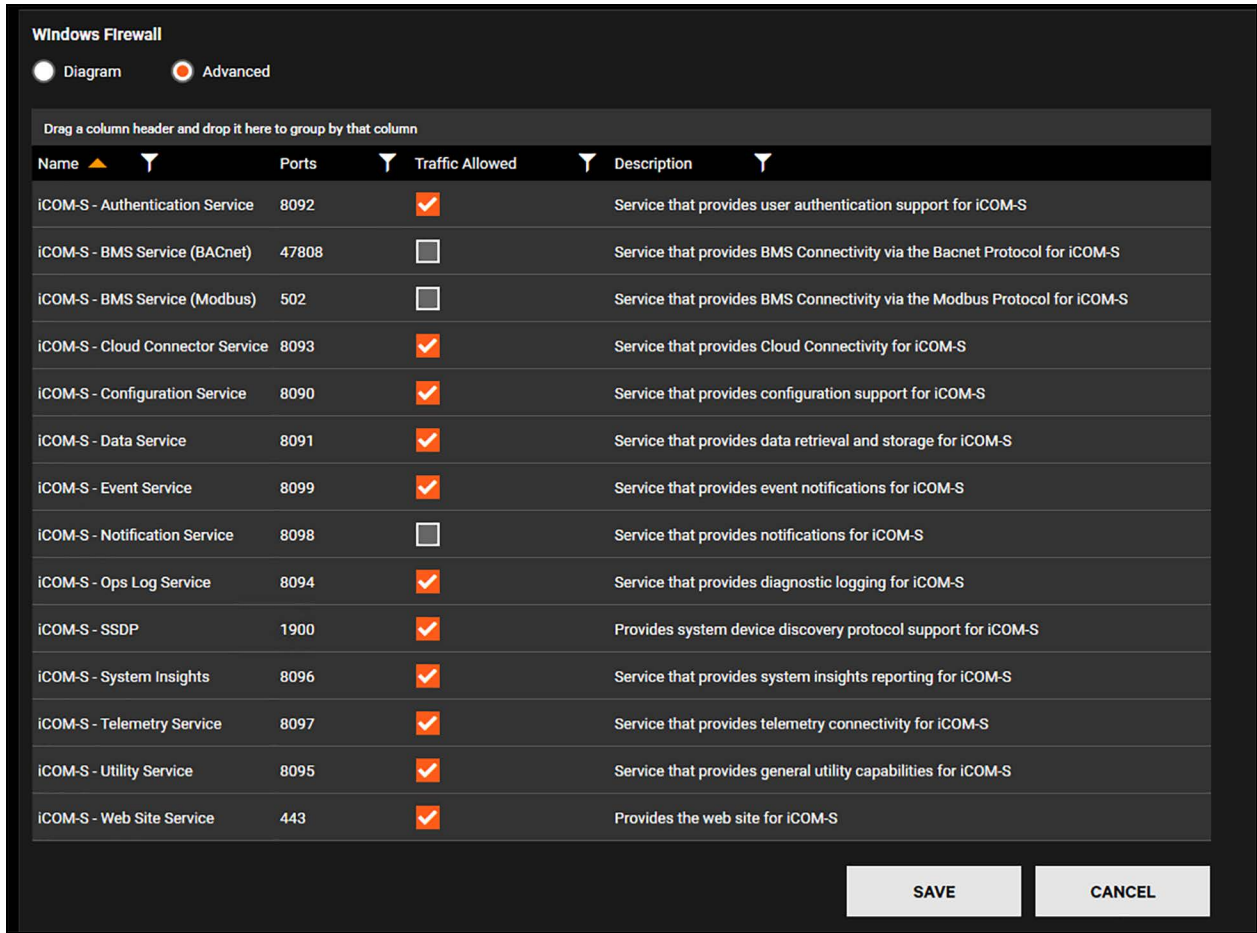 Windows Firewall
Diagram Advanced
Drag a column header and drop it here to group by that column
Name Ports Traffic Allowed Description
iCOM-S - Authentication Service 8092 Service that provides user authentication support for iCOM-S
iCOM-S - BMS Service (BACnet) 47808 Service that provides BMS Connectivity via the Bacnet Protocol for iCOM-S
iCOM-S - BMS Service (Modbus) 502 Service that provides BMS Connectivity via the Modbus Protocol for iCOM-S
iCOM-S - Cloud Connector Service 8093 Service that provides Cloud Connectivity for iCOM-S
iCOM-S - Configuration Service 8090 Service that provides configuration support for iCOM-S
iCOM-S - Data Service 8091 Service that provides data retrieval and storage for iCOM-S
iCOM-S - Event Service 8099 Service that provides event notifications for iCOM-S
iCOM-S - Notification Service 8098 Service that provides notifications for iCOM-S
iCOM-S - Ops Log Service 8094 Service that provides diagnostic logging for iCOM-S
iCOM-S - SSDP 1900 Provides system device discovery protocol support for iCOM-S
iCOM-S - System Insights 8096 Service that provides system insights reporting for iCOM-S
iCOM-S - Telemetry Service 8097 Service that provides telemetry connectivity for iCOM-S
iCOM-S - Utility Service 8095 Service that provides general utility capabilities for iCOM-S
iCOM-S - Web Site Service 443 Provides the web site for iCOM-S
SAVE CANCEL